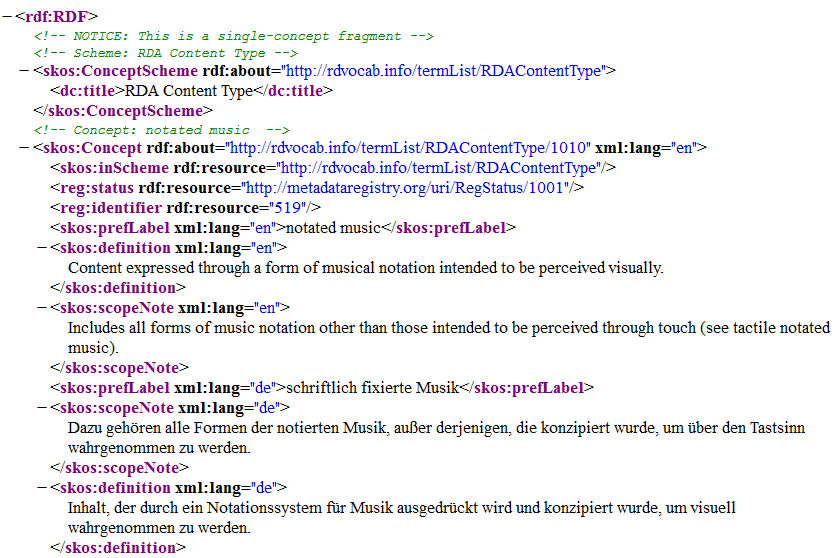 −<rdf:RDF>
<!-- NOTICE: This is a single-concept fragment -->
<!-- Scheme: RDA Content Type -->
−<skos:ConceptScheme rdf:about="http://rdvocab.info/termList/RDAContentType">
<dc:title>RDA Content Type</dc:title>
</skos:ConceptScheme>
<!-- Concept: notated music  -->
−<skos:Concept rdf:about="http://rdvocab.info/termList/RDAContentType/1010" xml:lang="en">
<skos:inScheme rdf:resource="http://rdvocab.info/termList/RDAContentType"/>
<reg:status rdf:resource="http://metadataregistry.org/uri/RegStatus/1001"/>
<reg:identifier rdf:resource="519"/>
<skos:prefLabel xml:lang="en">notated music</skos:prefLabel>
−<skos:definition xml:lang="en">
Content expressed through a form of musical notation intended to be perceived visually.
</skos:definition>
−<skos:scopeNote xml:lang="en">
Includes all forms of music notation other than those intended to be perceived through touch (see tactile notated
music).
</skos:scopeNote>
<skos:prefLabel xml:lang="de">schriftlich fixierte Musik</skos:prefLabel>
−<skos:scopeNote xml:lang="de">
Dazu gehören alle Formen der notierten Musik, außer derjenigen, die konzipiert wurde, um über den Tastsinn
wahrgenommen zu werden.
</skos:scopeNote>
−<skos:definition xml:lang="de">
Inhalt, der durch ein Notationssystem für Musik ausgedrückt wird und konzipiert wurde, um visuell
wahrgenommen zu werden.
</skos:definition>